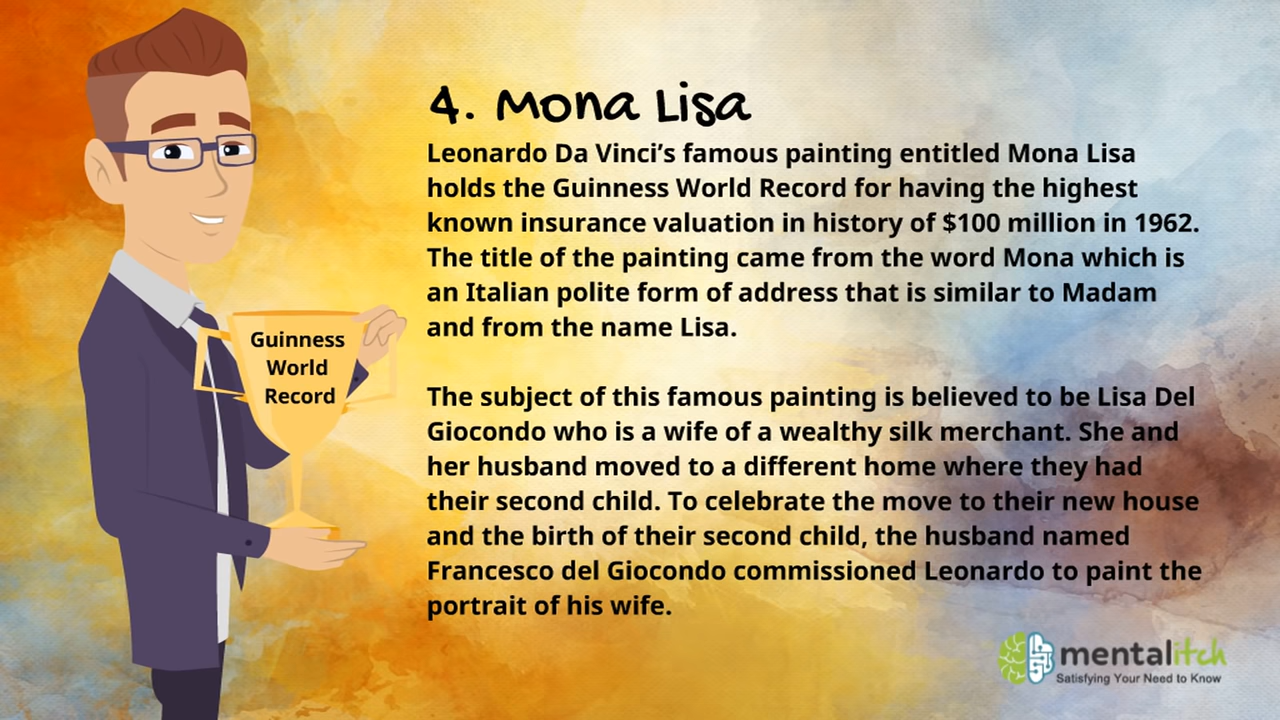 4. Mona Lisa
Leonardo Da Vinci’s famous painting entitled Mona Lisa
holds the Guinness World Record for having the highest
known insurance valuation in history of $100 million in 1962.
The title of the painting came from the word Mona which is
an Italian polite form of address that is similar to Madam
and from the name Lisa.
Guinness
World
Record
The subject of this famous painting is believed to be Lisa Del
Giocondo who is a wife of a wealthy silk merchant. She and
her husband moved to a different home where they had
their second child. To celebrate the move to their new house
and the birth of their second child, the husband named
Francesco del Giocondo commissioned Leonardo to paint the
portrait of his wife.
mentalitch
Satisfying Your Need to Know